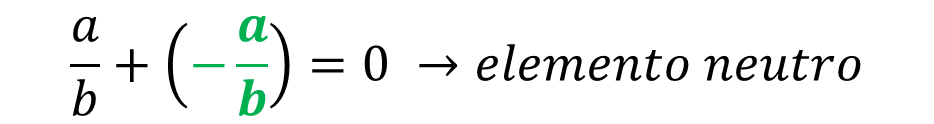 a/b + (−a/b) = 0 → elemento neutro